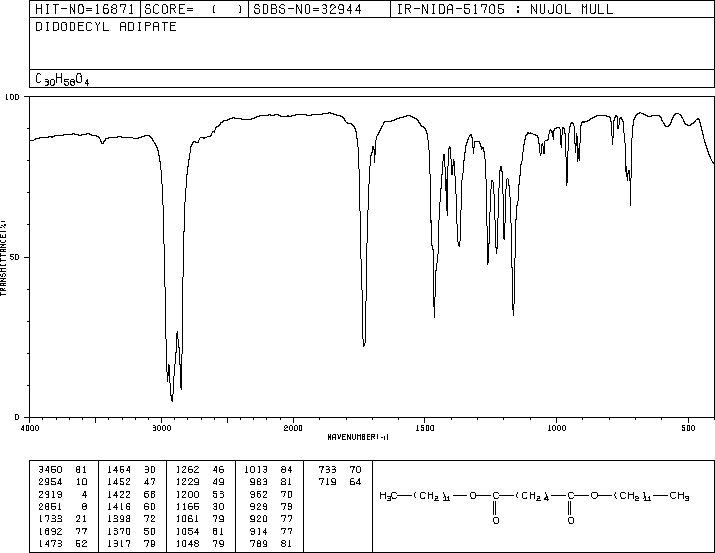 HIT-NO=16871 SCORE= ( ) SDBS-NO=32944 IR-NIDA-51705 : NUJOL MULL
DIDODECYL ADIPATE
C30H58O4
100
50
0
TRANSMITTANCE(%)
4000 3000 2000 1500 1000 500
WAVENUMBER(-1)
3460 81 1464 30 1262 46 1013 84 733 70
2954 10 1452 47 1229 49 983 81 719 64
2919 4 1422 66 1200 53 962 70
2851 8 1416 60 1166 30 929 79
1733 21 1398 72 1061 79 920 77
1692 77 1370 50 1054 81 914 77
1473 62 1317 79 1048 79 789 81
H3C—(CH2)11—O—C—(CH2)4—C—O—(CH2)11—CH3
O O